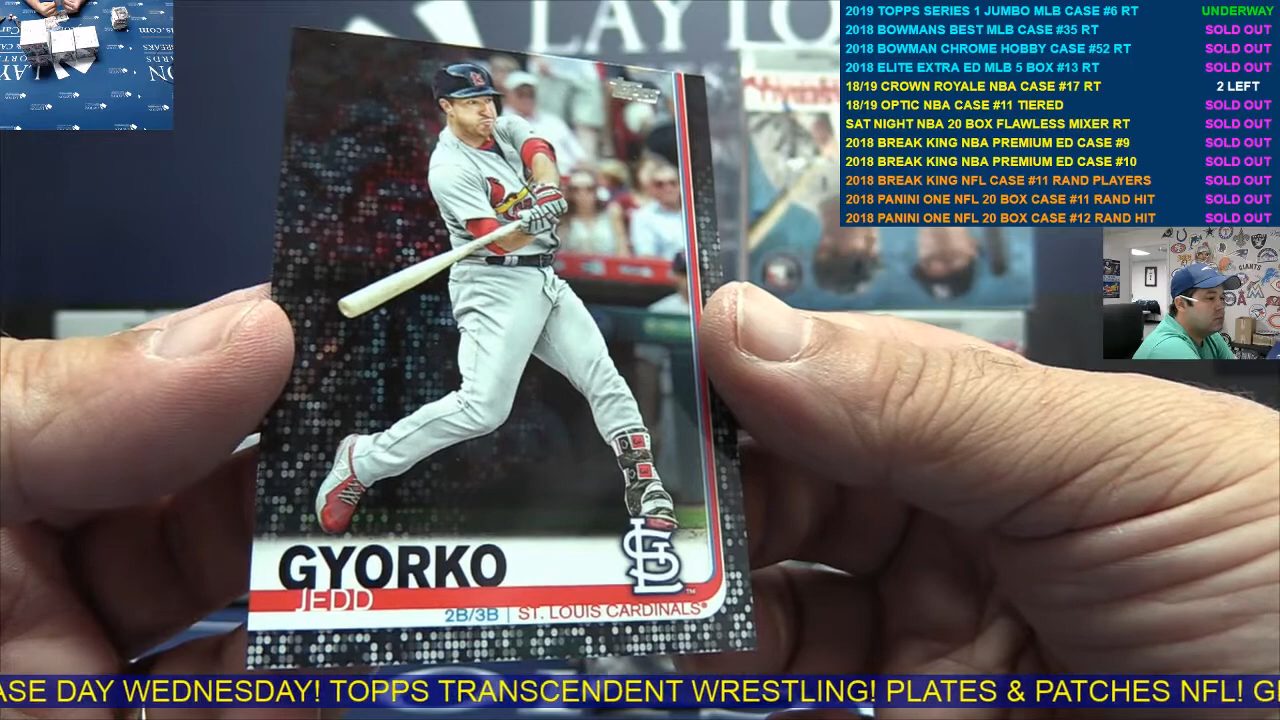 2019 TOPPS SERIES 1 JUMBO MLB CASE #6 RT UNDERWAY
2018 BOWMANS BEST MLB CASE #35 RT SOLD OUT
2018 BOWMAN CHROME HOBBY CASE #52 RT SOLD OUT
2018 ELITE EXTRA ED MLB 5 BOX #13 RT SOLD OUT
18/19 CROWN ROYALE NBA CASE #17 RT 2 LEFT
18/19 OPTIC NBA CASE #11 TIERED SOLD OUT
SAT NIGHT NBA 20 BOX FLAWLESS MIXER RT SOLD OUT
2018 BREAK KING NBA PREMIUM ED CASE #9 SOLD OUT
2018 BREAK KING NBA PREMIUM ED CASE #10 SOLD OUT
2018 BREAK KING NFL CASE #11 RAND PLAYERS SOLD OUT
2018 PANINI ONE NFL 20 BOX CASE #11 RAND HIT SOLD OUT
2018 PANINI ONE NFL 20 BOX CASE #12 RAND HIT SOLD OUT
LAYTON
GIANTS
GYORKO
JEDD
2B/3B | ST. LOUIS CARDINALS®
StL ™
ASE DAY WEDNESDAY! TOPPS TRANSCENDENT WRESTLING! PLATES & PATCHES NFL! G